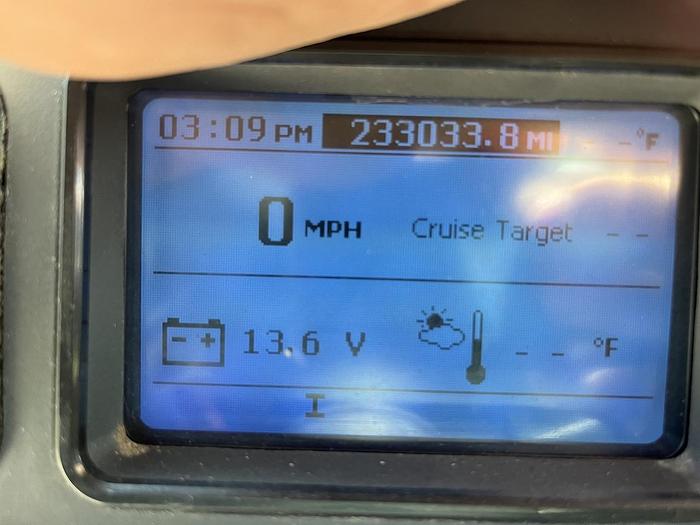 03:09 PM 233033.8 MI - - °F
0 MPH Cruise Target - -
- + 13.6 V - - °F
I